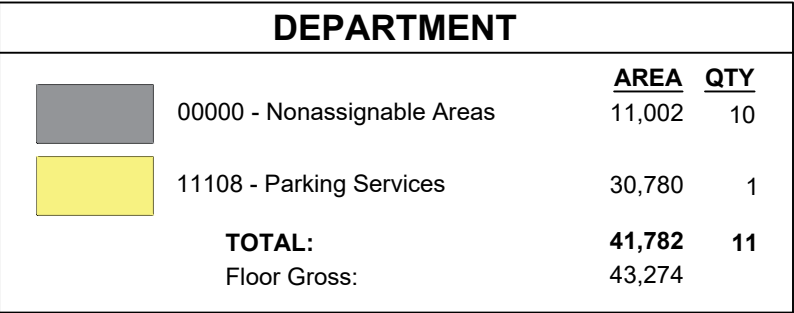 DEPARTMENT
AREA QTY
00000 - Nonassignable Areas 11,002 10
11108 - Parking Services 30,780 1
TOTAL: 41,782 11
Floor Gross: 43,274